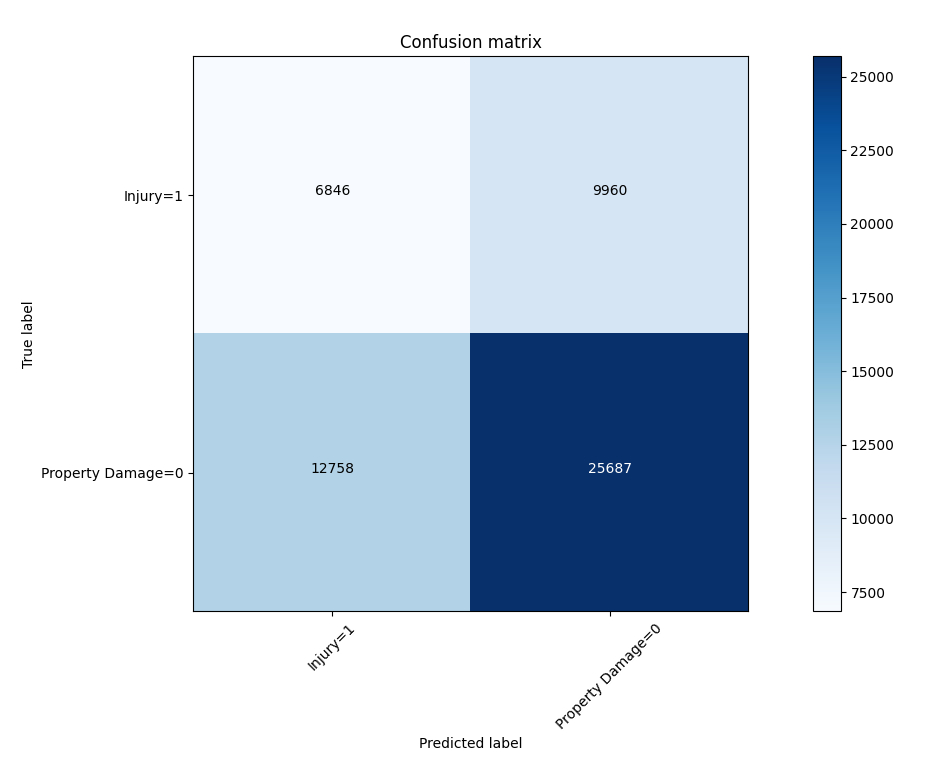 Confusion matrix
True label
Injury=1
6846
9960
Property Damage=0
12758
25687
Injury=1
Property Damage=0
Predicted label
25000
22500
20000
17500
15000
12500
10000
7500